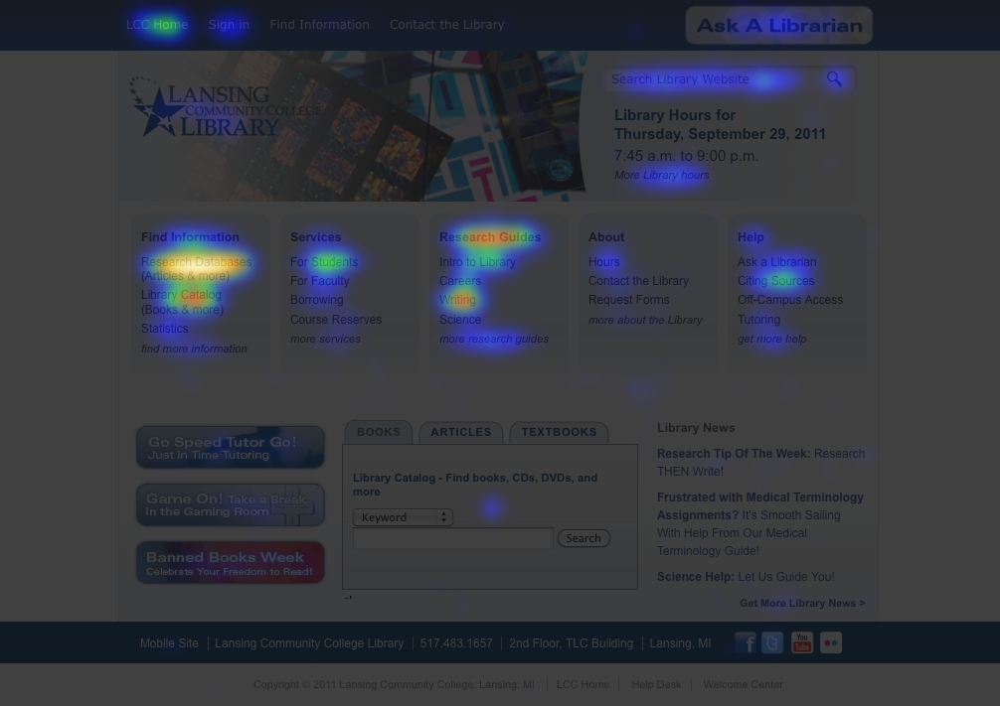 LCC Home Sign in Find Information Contact the Library
Ask A Librarian
LANSING
COMMUNITY COLLEGE
LIBRARY
Search Library Website
Library Hours for
Thursday, September 29, 2011
7:45 a.m. to 9:00 p.m.
More Library hours
Find Information
Research Databases
(Articles & more)
Library Catalog
(Books & more)
Statistics
find more information
Services
For Students
For Faculty
Borrowing
Course Reserves
more services
Research Guides
Intro to Library
Careers
Writing
Science
more research guides
About
Hours
Contact the Library
Request Forms
more about the Library
Help
Ask a Librarian
Citing Sources
Off-Campus Access
Tutoring
get more help
Go Speed Tutor Go!
Just in Time Tutoring
Game On! Take a Break
in the Gaming Room
Banned Books Week
Celebrate Your Freedom to Read!
BOOKS ARTICLES TEXTBOOKS
Library Catalog - Find books, CDs, DVDs, and
more
Keyword
Search
Library News
Research Tip Of The Week: Research
THEN Write!
Frustrated with Medical Terminology
Assignments? It's Smooth Sailing
With Help From Our Medical
Terminology Guide!
Science Help: Let Us Guide You!
Get More Library News >
Mobile Site | Lansing Community College Library | 517.483.1657 | 2nd Floor, TLC Building | Lansing, MI
f t You Tube
Copyright © 2011 Lansing Community College, Lansing, MI | LCC Home | Help Desk | Welcome Center